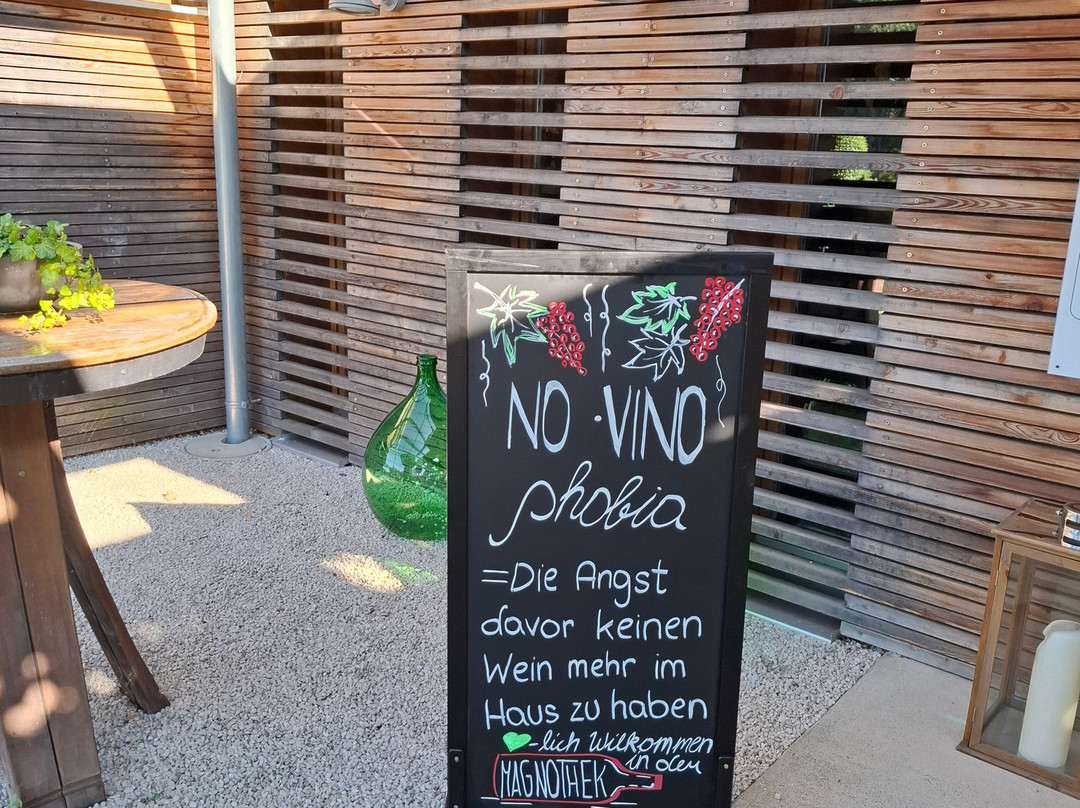 NO·VINO
phobia
=Die Angst
davor keinen
Wein mehr im
Haus zu haben
-lich Willkommen
in der
MAGNOTHEK